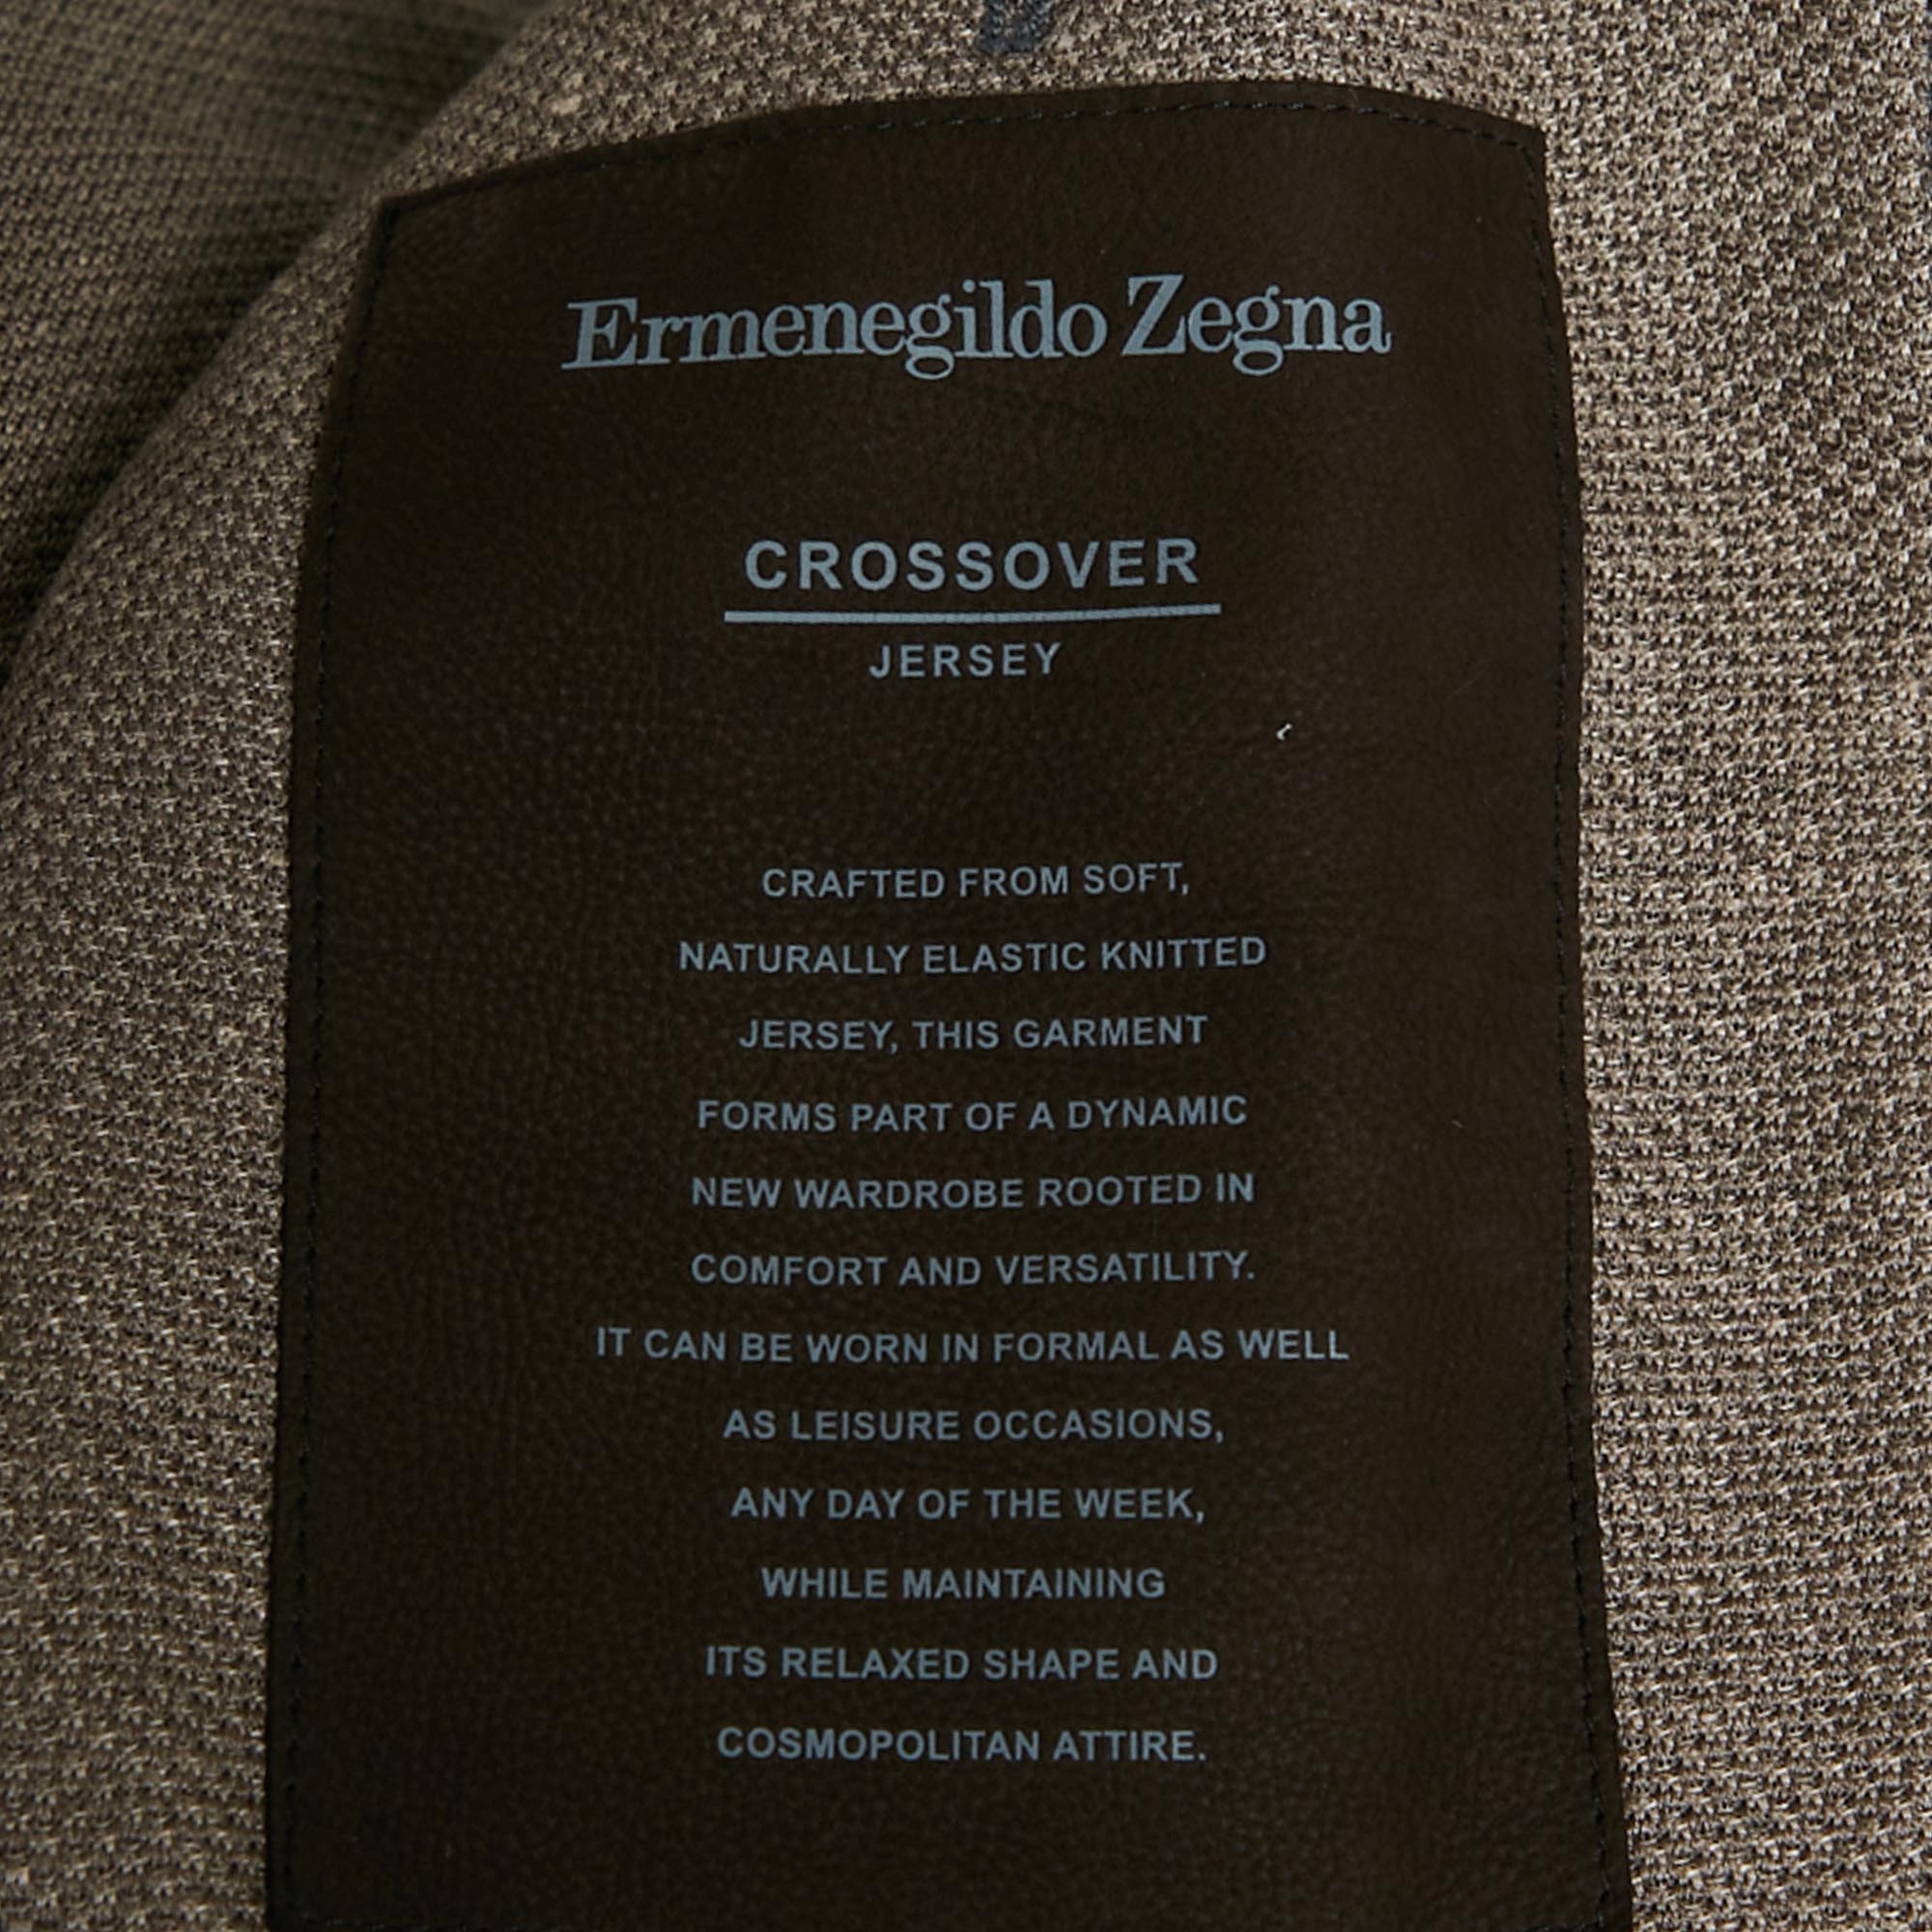 Ermenegildo Zegna
CROSSOVER
JERSEY
CRAFTED FROM SOFT,
NATURALLY ELASTIC KNITTED
JERSEY, THIS GARMENT
FORMS PART OF A DYNAMIC
NEW WARDROBE ROOTED IN
COMFORT AND VERSATILITY.
IT CAN BE WORN IN FORMAL AS WELL
AS LEISURE OCCASIONS,
ANY DAY OF THE WEEK,
WHILE MAINTAINING
ITS RELAXED SHAPE AND
COSMOPOLITAN ATTIRE.